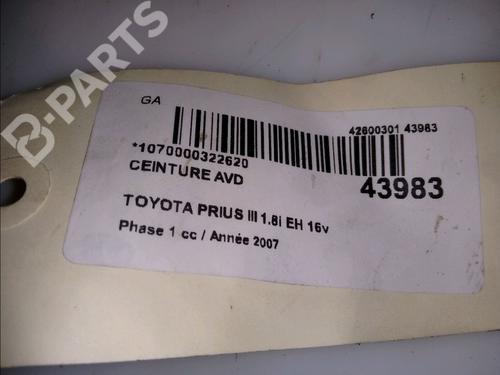 B-PARTS
GA
42600301 43983
*1070000322620
CEINTURE AVD
43983
TOYOTA PRIUS III 1.8i EH 16v
Phase 1 cc / Année 2007